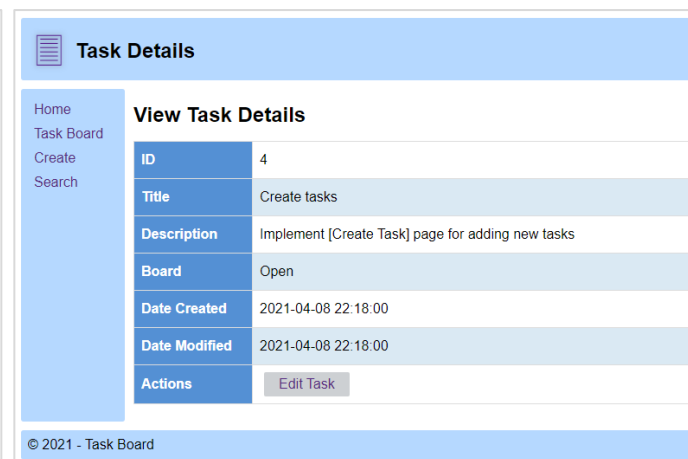 Task Details
Home
Task Board
Create
Search
View Task Details
ID 4
Title Create tasks
Description Implement [Create Task] page for adding new tasks
Board Open
Date Created 2021-04-08 22:18:00
Date Modified 2021-04-08 22:18:00
Actions Edit Task
© 2021 - Task Board